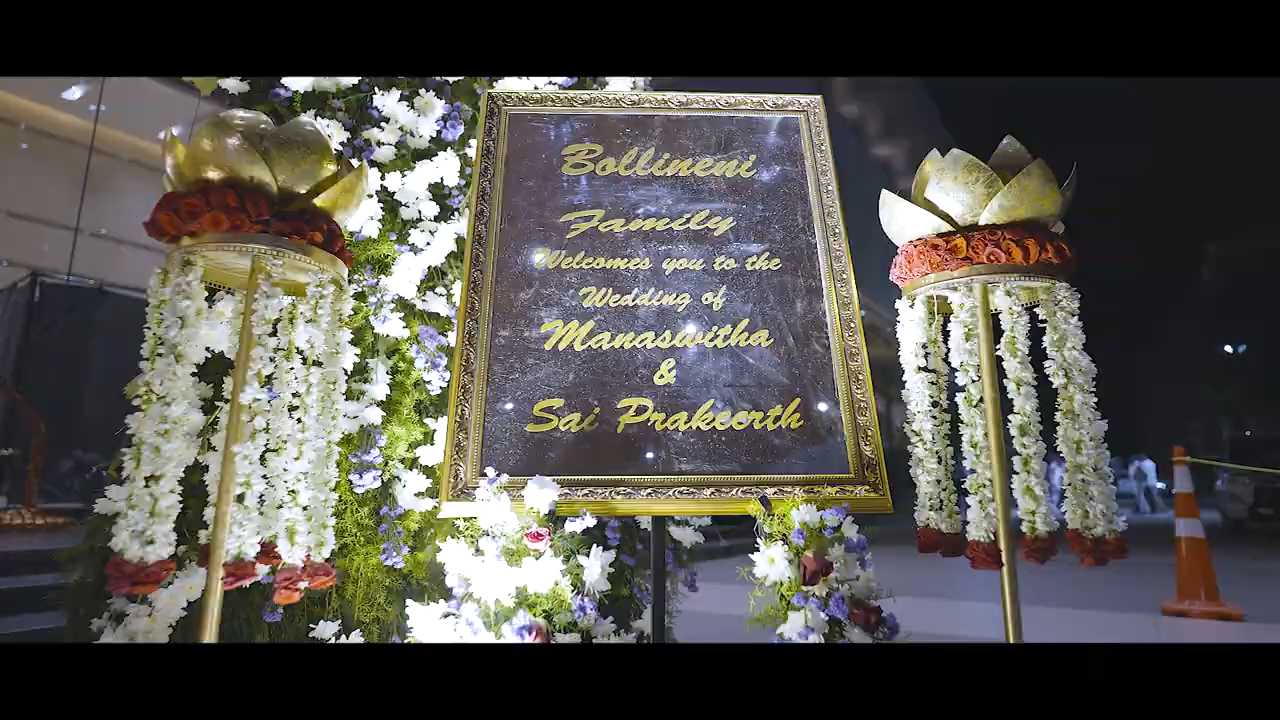 Bollineni
Family
Welcomes you to the
Wedding of
Manaswitha
&
Sai Prakeerth